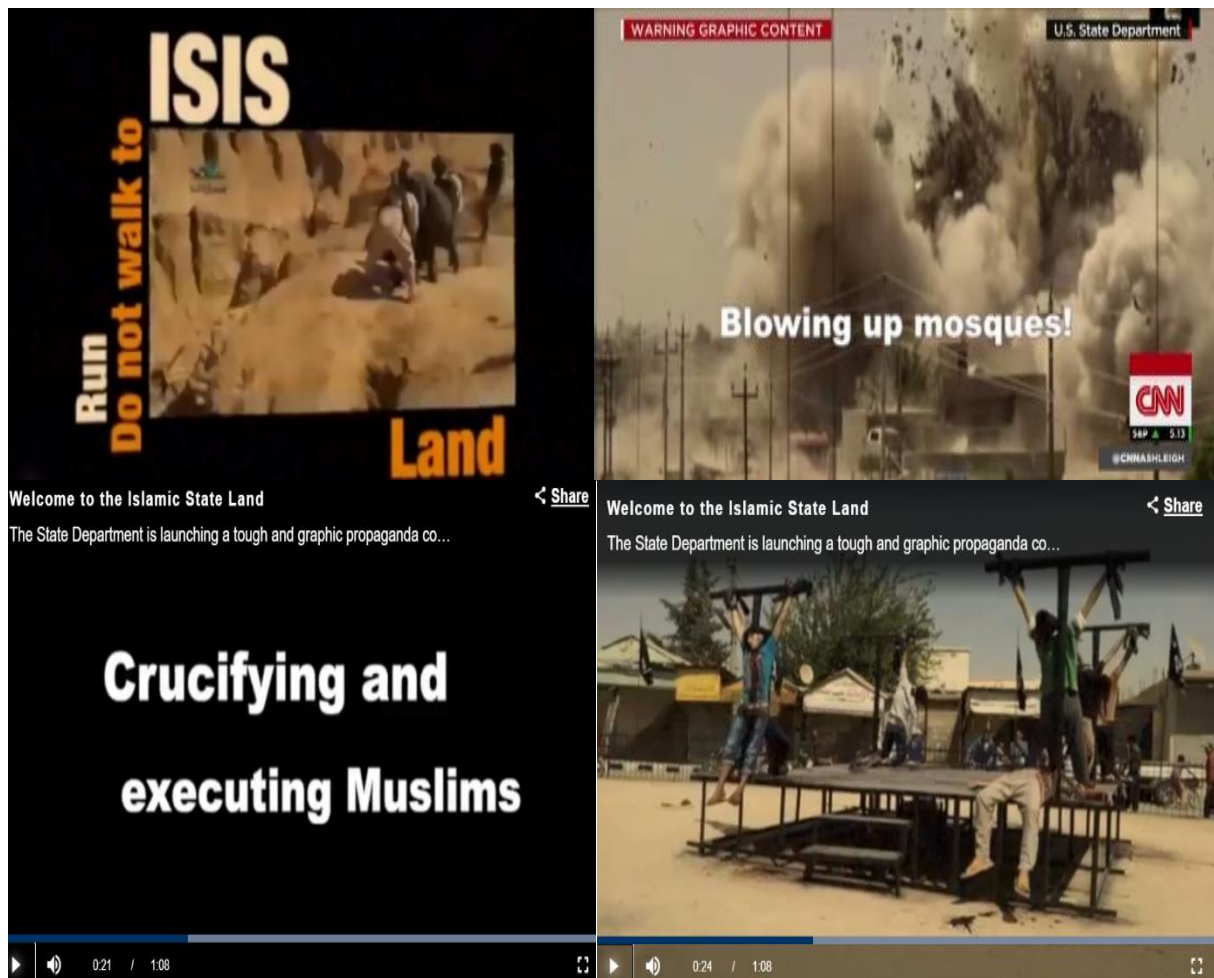 ISIS
Run
Do not walk to
Land
WARNING GRAPHIC CONTENT
U.S. State Department
Blowing up mosques!
CNN
S&P ▲ 5.13
@CNNASHLEIGH
Welcome to the Islamic State Land
Share
The State Department is launching a tough and graphic propaganda co...
Crucifying and
executing Muslims
0:21 / 1:08
Welcome to the Islamic State Land
Share
The State Department is launching a tough and graphic propaganda co...
0:24 / 1:08